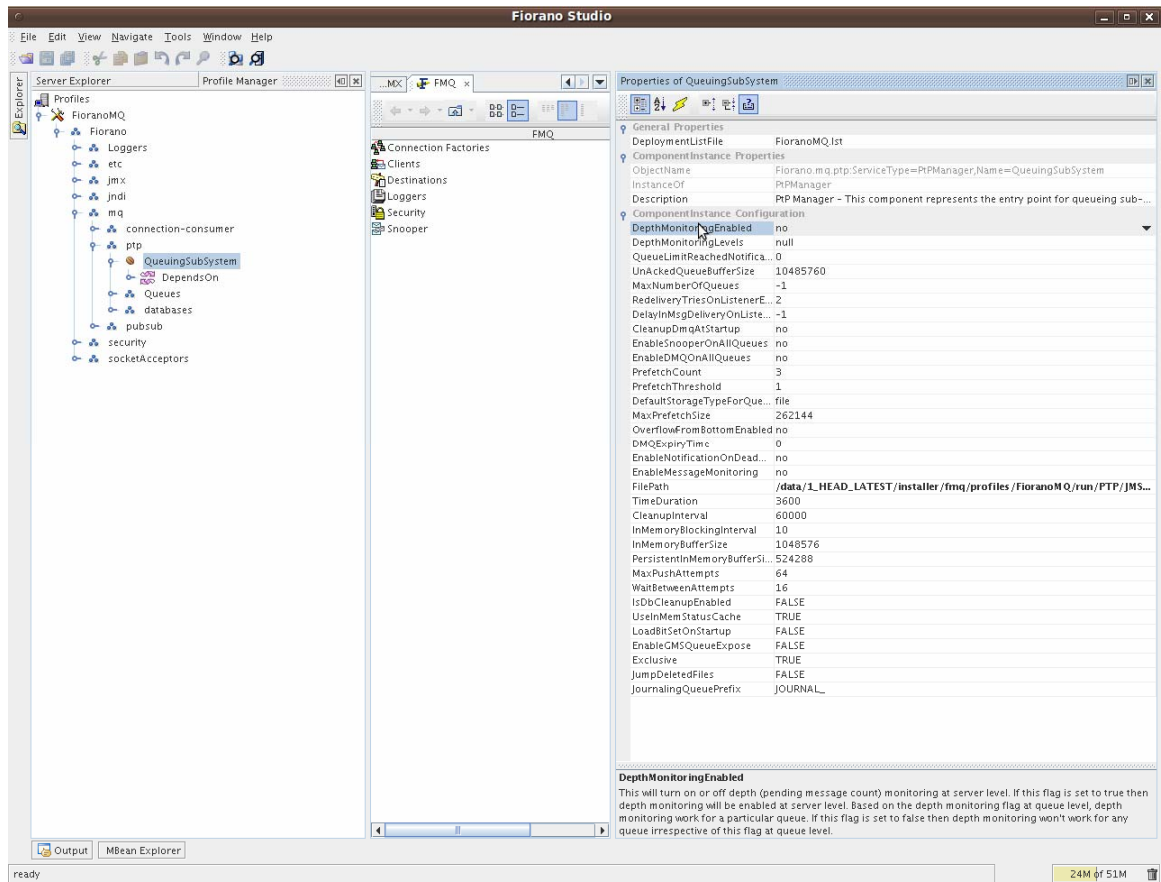 Fiorano Studio
File Edit View Navigate Tools Window Help
Explorer
Server Explorer
Profile Manager
Profiles
FioranoMQ
Fiorano
Loggers
etc
jmx
jndi
mq
connection-consumer
ptp
QueuingSubSystem
DependsOn
Queues
databases
pubsub
security
socketAcceptors
...MX FMQ
FMQ
Connection Factories
Clients
Destinations
Loggers
Security
Snooper
Properties of QueuingSubSystem
General Properties
DeploymentListFile FioranoMQ.lst
ComponentInstance Properties
ObjectName Fiorano.mq.ptp:ServiceType=PtPManager,Name=QueuingSubSystem
InstanceOf PtPManager
Description PtP Manager - This component represents the entry point for queueing sub-...
ComponentInstance Configuration
DepthMonitoringEnabled no
DepthMonitoringLevels null
QueueLimitReachedNotifica... 0
UnAckedQueueBufferSize 10485760
MaxNumberOfQueues -1
RedeliveryTriesOnListenerE... 2
DelayInMsgDeliveryOnListe... -1
CleanupDmqAtStartup no
EnableSnooperOnAllQueues no
EnableDMQOnAllQueues no
PrefetchCount 3
PrefetchThreshold 1
DefaultStorageTypeForQue... file
MaxPrefetchSize 262144
OverflowFromBottomEnabled no
DMQExpiryTime 0
EnableNotificationOnDead... no
EnableMessageMonitoring no
FilePath /data/1_HEAD_LATEST/installer/fmq/profiles/FioranoMQ/run/PTP/JMS...
TimeDuration 3600
CleanupInterval 60000
InMemoryBlockingInterval 10
InMemoryBufferSize 1048576
PersistentInMemoryBufferSi... 524288
MaxPushAttempts 64
WaitBetweenAttempts 16
IsDbCleanupEnabled FALSE
UseInMemStatusCache TRUE
LoadBitSetOnStartup FALSE
EnableGMSQueueExpose FALSE
Exclusive TRUE
JumpDeletedFiles FALSE
JournalingQueuePrefix JOURNAL_
DepthMonitoringEnabled
This will turn on or off depth (pending message count) monitoring at server level. If this flag is set to true then
depth monitoring will be enabled at server level. Based on the depth monitoring flag at queue level, depth
monitoring work for a particular queue. If this flag is set to false then depth monitoring won't work for any
queue irrespective of this flag at queue level.
Output MBean Explorer
ready
24M of 51M